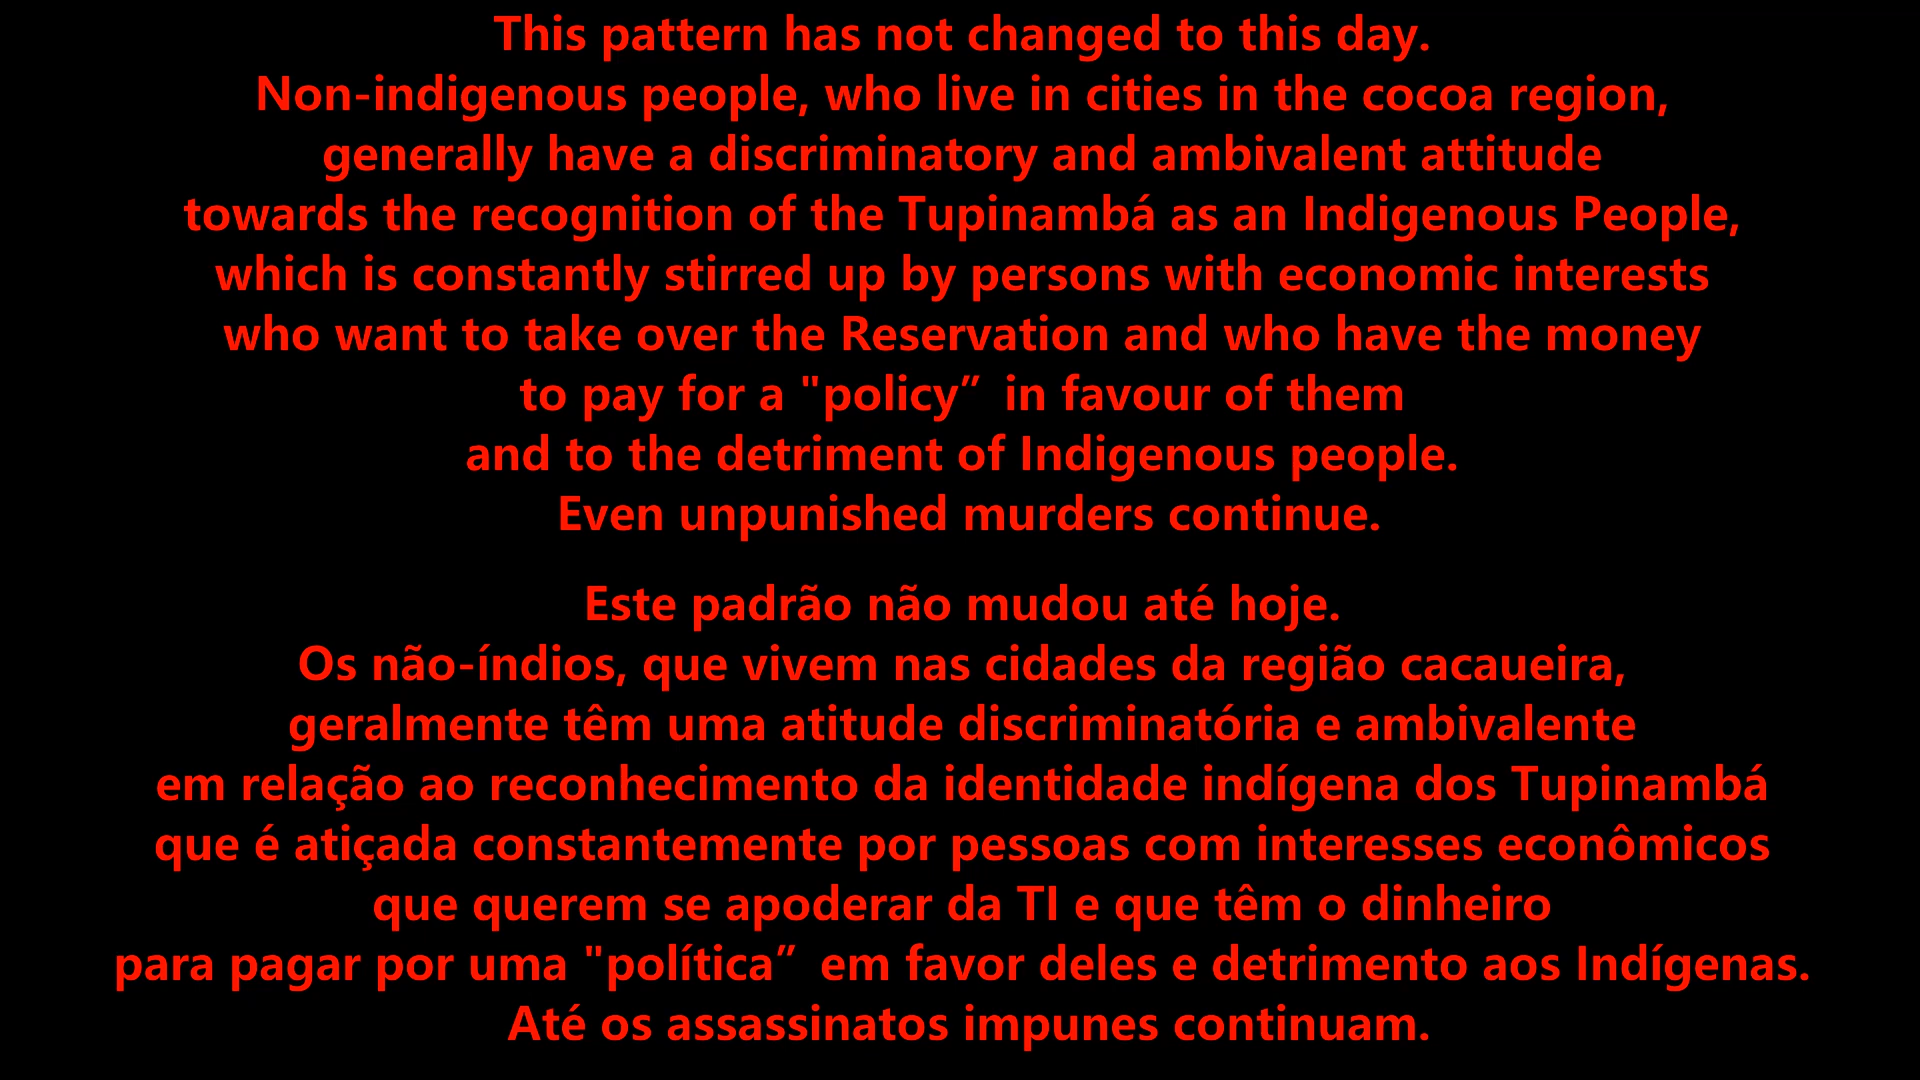 This pattern has not changed to this day.
Non-indigenous people, who live in cities in the cocoa region,
generally have a discriminatory and ambivalent attitude
towards the recognition of the Tupinambá as an Indigenous People,
which is constantly stirred up by persons with economic interests
who want to take over the Reservation and who have the money
to pay for a "policy” in favour of them
and to the detriment of Indigenous people.
Even unpunished murders continue.
Este padrão não mudou até hoje.
Os não-índios, que vivem nas cidades da região cacaueira,
geralmente têm uma atitude discriminatória e ambivalente
em relação ao reconhecimento da identidade indígena dos Tupinambá
que é atiçada constantemente por pessoas com interesses econômicos
que querem se apoderar da TI e que têm o dinheiro
para pagar por uma "política” em favor deles e detrimento aos Indígenas.
Até os assassinatos impunes continuam.